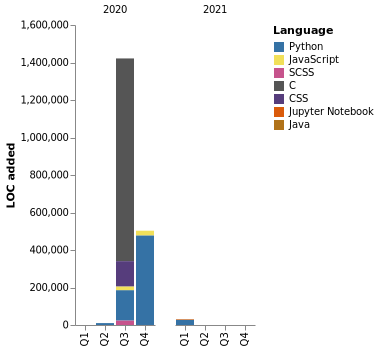 2020 2021
1,600,000
1,400,000
1,200,000
1,000,000
800,000
600,000
400,000
200,000
0
LOC added
Q1 Q2 Q3 Q4 Q1 Q2 Q3 Q4
Language
Python
JavaScript
SCSS
C
CSS
Jupyter Notebook
Java